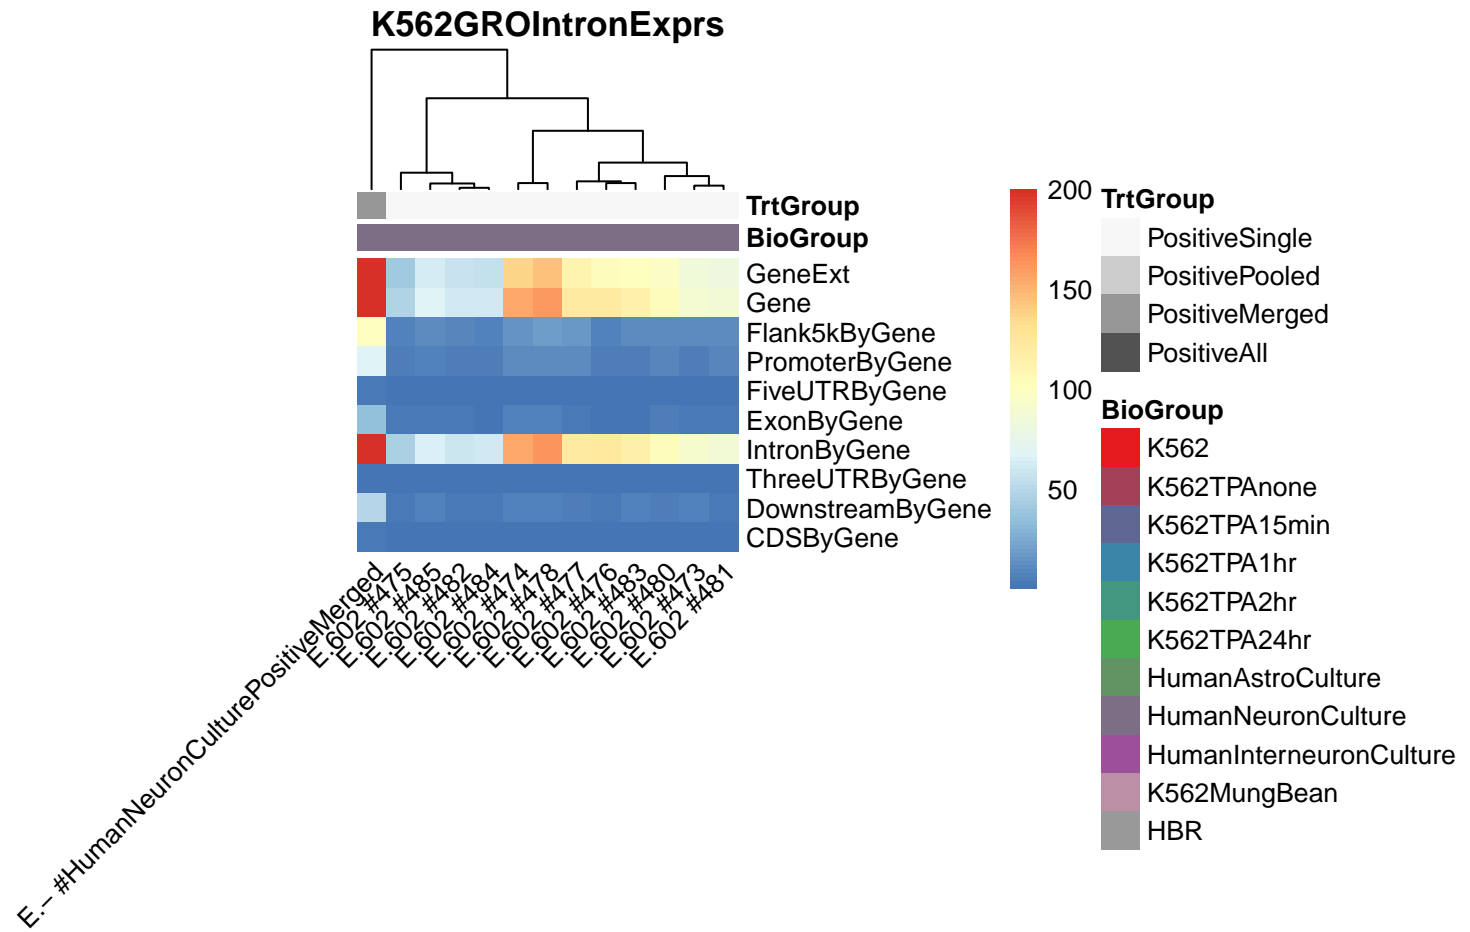 K562GROIntronExprs
TrtGroup
BioGroup
GeneExt
Gene
Flank5kByGene
PromoterByGene
FiveUTRByGene
ExonByGene
IntronByGene
ThreeUTRByGene
DownstreamByGene
CDSByGene
E.− #HumanNeuronCulturePositiveMerged
E.602 #475
E.602 #485
E.602 #482
E.602 #484
E.602 #474
E.602 #478
E.602 #477
E.602 #476
E.602 #483
E.602 #480
E.602 #473
E.602 #481
200
150
100
50
TrtGroup
PositiveSingle
PositivePooled
PositiveMerged
PositiveAll
BioGroup
K562
K562TPAnone
K562TPA15min
K562TPA1hr
K562TPA2hr
K562TPA24hr
HumanAstroCulture
HumanNeuronCulture
HumanInterneuronCulture
K562MungBean
HBR